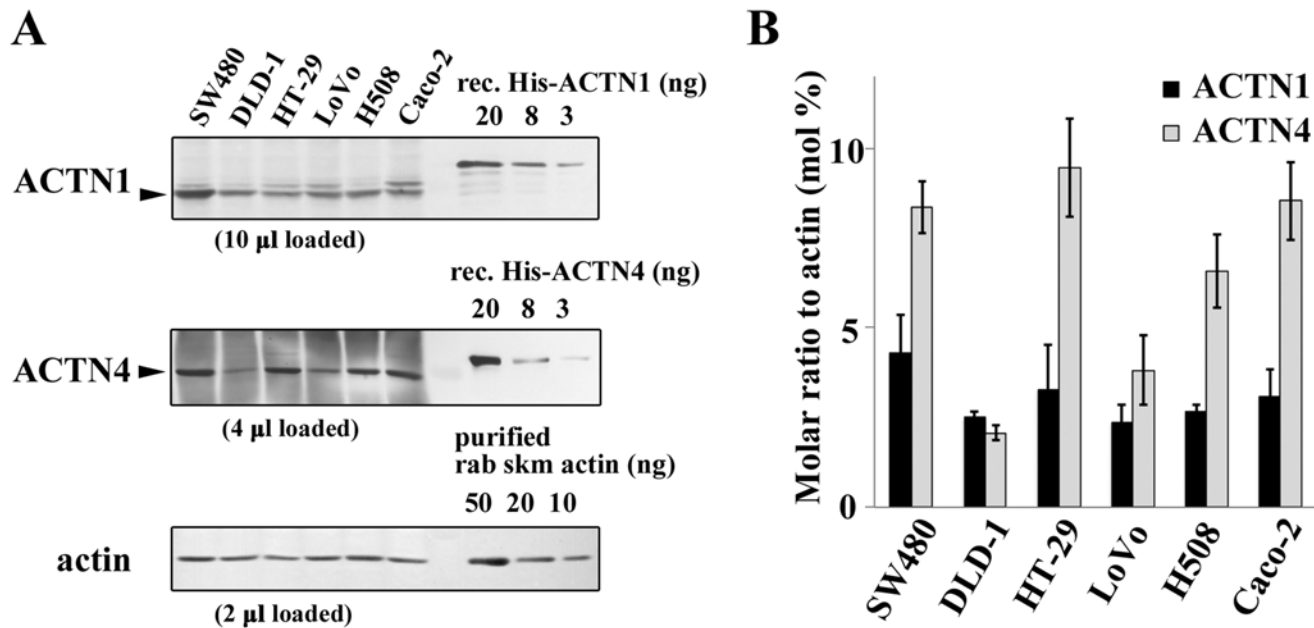 A
SW480 DLD-1 HT-29 LoVo H508 Caco-2
rec. His-ACTN1 (ng)
20 8 3
ACTN1
(10 µl loaded)
rec. His-ACTN4 (ng)
20 8 3
ACTN4
(4 µl loaded)
purified
rab skm actin (ng)
50 20 10
actin
(2 µl loaded)
B
ACTN1
ACTN4
Molar ratio to actin (mol %)
10
5
0
SW480 DLD-1 HT-29 LoVo H508 Caco-2